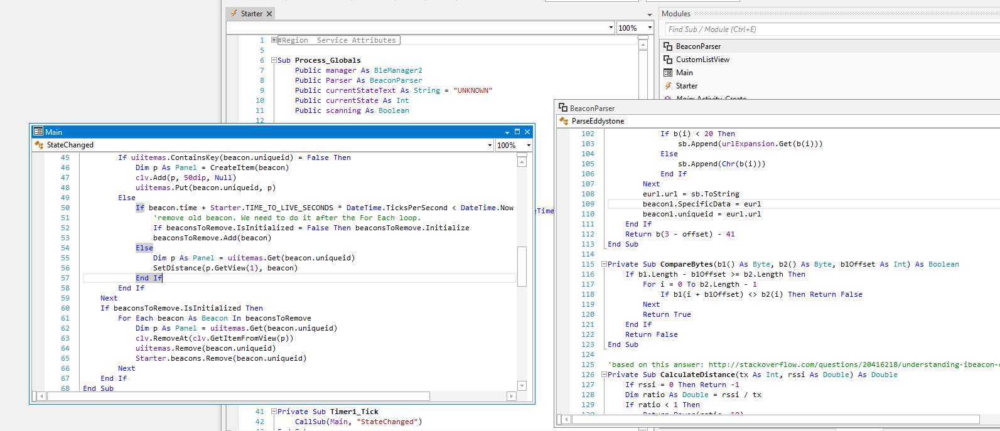 Starter
100%
1 #Region  Service Attributes
5
6 Sub Process_Globals
7 Public manager As BleManager2
8 Public Parser As BeaconParser
9 Public currentStateText As String = "UNKNOWN"
10 Public currentState As Int
11 Public scanning As Boolean
12
Modules
Find Sub / Module (Ctrl+E)
BeaconParser
CustomListView
Main
Starter
Main.Activity_Create
Main
StateChanged
100%
45 If uiitemas.ContainsKey(beacon.uniqueid) = False Then
46 Dim p As Panel = CreateItem(beacon)
47 clv.Add(p, 50dip, Null)
48 uiitemas.Put(beacon.uniqueid, p)
49 Else
50 If beacon.time + Starter.TIME_TO_LIVE_SECONDS * DateTime.TicksPerSecond < DateTime.Now
51 'remove old beacon. We need to do it after the For Each loop.
52 If beaconsToRemove.IsInitialized = False Then beaconsToRemove.Initialize
53 beaconsToRemove.Add(beacon)
54 Else
55 Dim p As Panel = uiitemas.Get(beacon.uniqueid)
56 SetDistance(p.GetView(1), beacon)
57 End If
58 End If
59 Next
60 If beaconsToRemove.IsInitialized Then
61 For Each beacon As Beacon In beaconsToRemove
62 Dim p As Panel = uiitemas.Get(beacon.uniqueid)
63 clv.RemoveAt(clv.GetItemFromView(p))
64 uiitemas.Remove(beacon.uniqueid)
65 Starter.beacons.Remove(beacon.uniqueid)
66 Next
67 End If
68 End Sub
eTime
41 Private Sub Timer1_Tick
42 CallSub(Main, "StateChanged")
BeaconParser
ParseEddystone
102 If b(i) < 20 Then
103 sb.Append(urlExpansion.Get(b(i)))
104 Else
105 sb.Append(Chr(b(i)))
106 End If
107 Next
108 eurl.url = sb.ToString
109 beacon1.SpecificData = eurl
110 beacon1.uniqueid = eurl.url
111 End If
112 Return b(3 - offset) - 41
113 End Sub
114
115 Private Sub CompareBytes(b1() As Byte, b2() As Byte, b1Offset As Int) As Boolean
116 If b1.Length - b1Offset >= b2.Length Then
117 For i = 0 To b2.Length - 1
118 If b1(i + b1Offset) <> b2(i) Then Return False
119 Next
120 Return True
121 End If
122 Return False
123 End Sub
124
125 'based on this answer: http://stackoverflow.com/questions/20416218/understanding-ibeacon-
126 Private Sub CalculateDistance(tx As Int, rssi As Double) As Double
127 If rssi = 0 Then Return -1
128 Dim ratio As Double = rssi / tx
129 If ratio < 1 Then